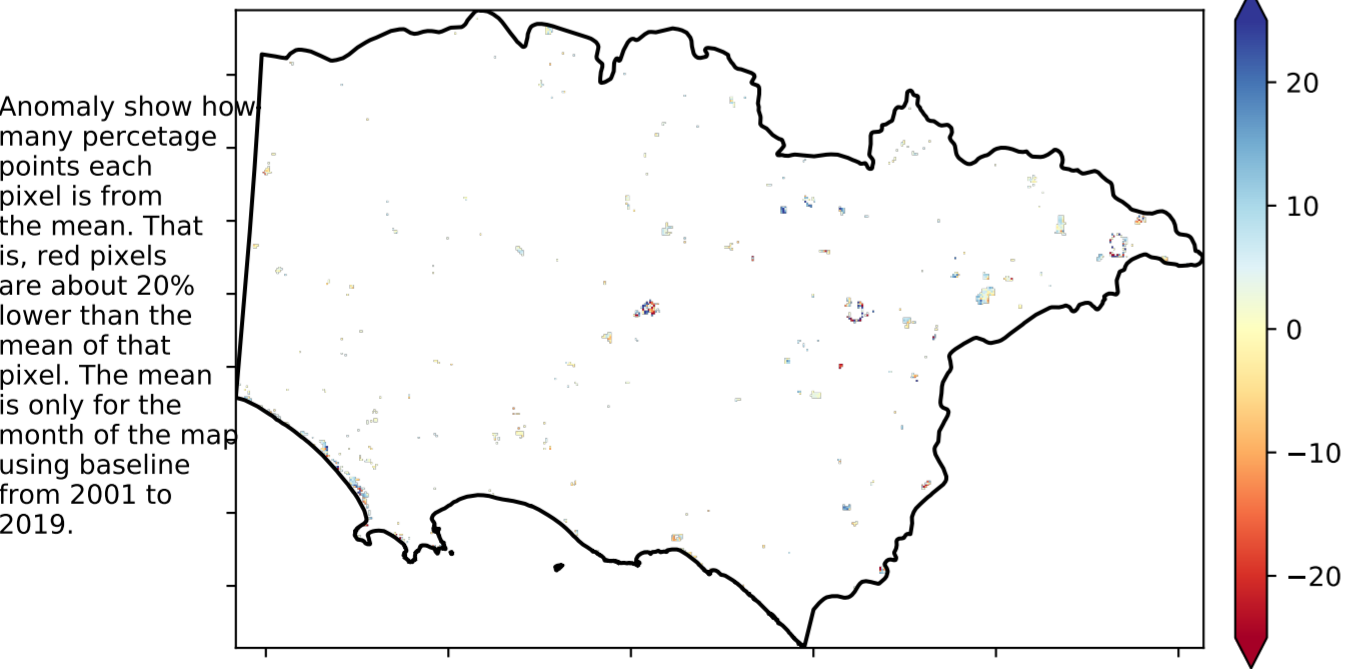 Anomaly show how
many percetage
points each
pixel is from
the mean. That
is, red pixels
are about 20%
lower than the
mean of that
pixel. The mean
is only for the
month of the map
using baseline
from 2001 to
2019.
20
10
0
−10
−20